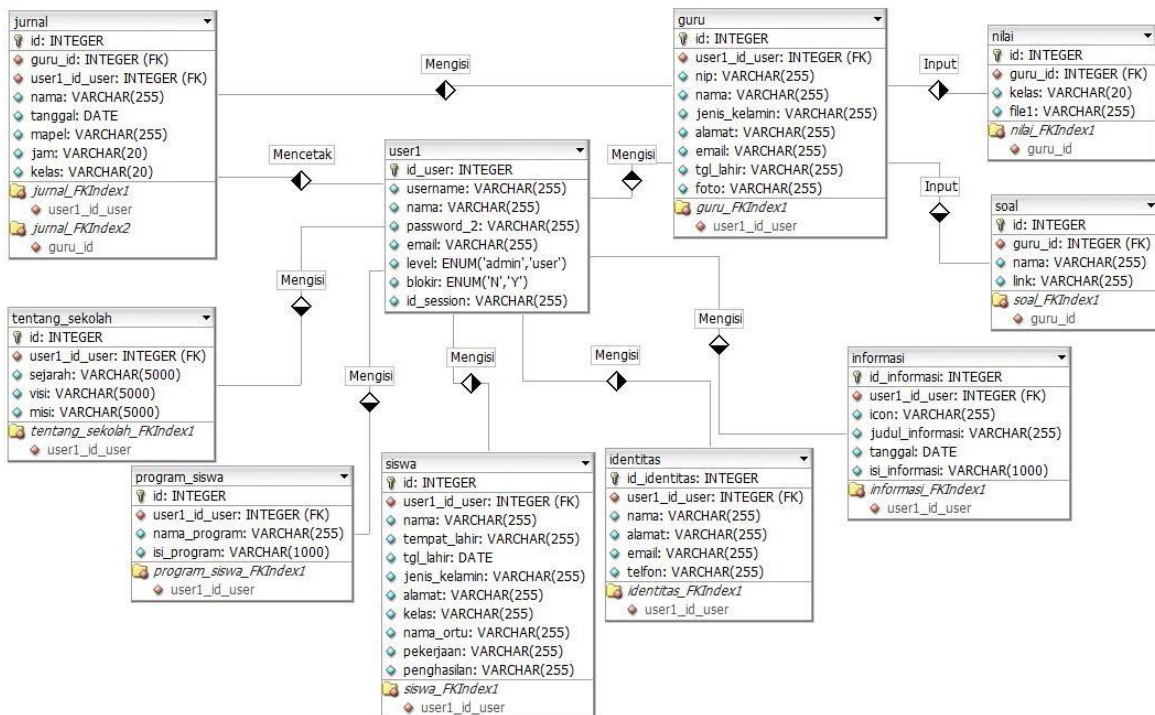 jurnal
id: INTEGER
guru_id: INTEGER (FK)
user1_id_user: INTEGER (FK)
nama: VARCHAR(255)
tanggal: DATE
mapel: VARCHAR(255)
jam: VARCHAR(20)
kelas: VARCHAR(20)
jurnal_FKIndex1
user1_id_user
jurnal_FKIndex2
guru_id
Mengisi
Mencetak
guru
id: INTEGER
user1_id_user: INTEGER (FK)
nip: VARCHAR(255)
nama: VARCHAR(255)
jenis_kelamin: VARCHAR(255)
alamat: VARCHAR(255)
email: VARCHAR(255)
tgl_lahir: VARCHAR(255)
foto: VARCHAR(255)
guru_FKIndex1
user1_id_user
Input
nilai
id: INTEGER
guru_id: INTEGER (FK)
kelas: VARCHAR(20)
file1: VARCHAR(255)
nilai_FKIndex1
guru_id
user1
id_user: INTEGER
username: VARCHAR(255)
nama: VARCHAR(255)
password_2: VARCHAR(255)
email: VARCHAR(255)
level: ENUM('admin','user')
blokir: ENUM('N','Y')
id_session: VARCHAR(255)
Mengisi
Input
soal
id: INTEGER
guru_id: INTEGER (FK)
nama: VARCHAR(255)
link: VARCHAR(255)
soal_FKIndex1
guru_id
Mengisi
tentang_sekolah
id: INTEGER
user1_id_user: INTEGER (FK)
sejarah: VARCHAR(5000)
visi: VARCHAR(5000)
misi: VARCHAR(5000)
tentang_sekolah_FKIndex1
user1_id_user
Mengisi
Mengisi
Mengisi
Mengisi
informasi
id_informasi: INTEGER
user1_id_user: INTEGER (FK)
icon: VARCHAR(255)
judul_informasi: VARCHAR(255)
tanggal: DATE
isi_informasi: VARCHAR(1000)
informasi_FKIndex1
user1_id_user
program_siswa
id: INTEGER
user1_id_user: INTEGER (FK)
nama_program: VARCHAR(255)
isi_program: VARCHAR(1000)
program_siswa_FKIndex1
user1_id_user
siswa
id: INTEGER
user1_id_user: INTEGER (FK)
nama: VARCHAR(255)
tempat_lahir: VARCHAR(255)
tgl_lahir: DATE
jenis_kelamin: VARCHAR(255)
alamat: VARCHAR(255)
kelas: VARCHAR(255)
nama_ortu: VARCHAR(255)
pekerjaan: VARCHAR(255)
penghasilan: VARCHAR(255)
siswa_FKIndex1
user1_id_user
identitas
id_identitas: INTEGER
user1_id_user: INTEGER (FK)
nama: VARCHAR(255)
alamat: VARCHAR(255)
email: VARCHAR(255)
telfon: VARCHAR(255)
identitas_FKIndex1
user1_id_user